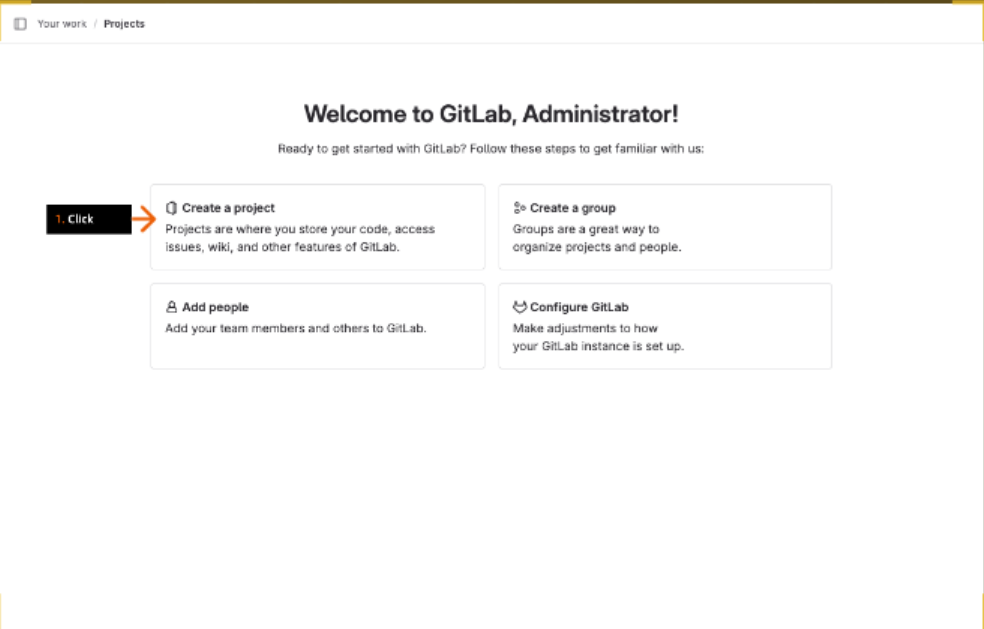 Your work / Projects
Welcome to GitLab, Administrator!
Ready to get started with GitLab? Follow these steps to get familiar with us:
1. Click
Create a project
Projects are where you store your code, access
issues, wiki, and other features of GitLab.
Create a group
Groups are a great way to
organize projects and people.
Add people
Add your team members and others to GitLab.
Configure GitLab
Make adjustments to how
your GitLab instance is set up.